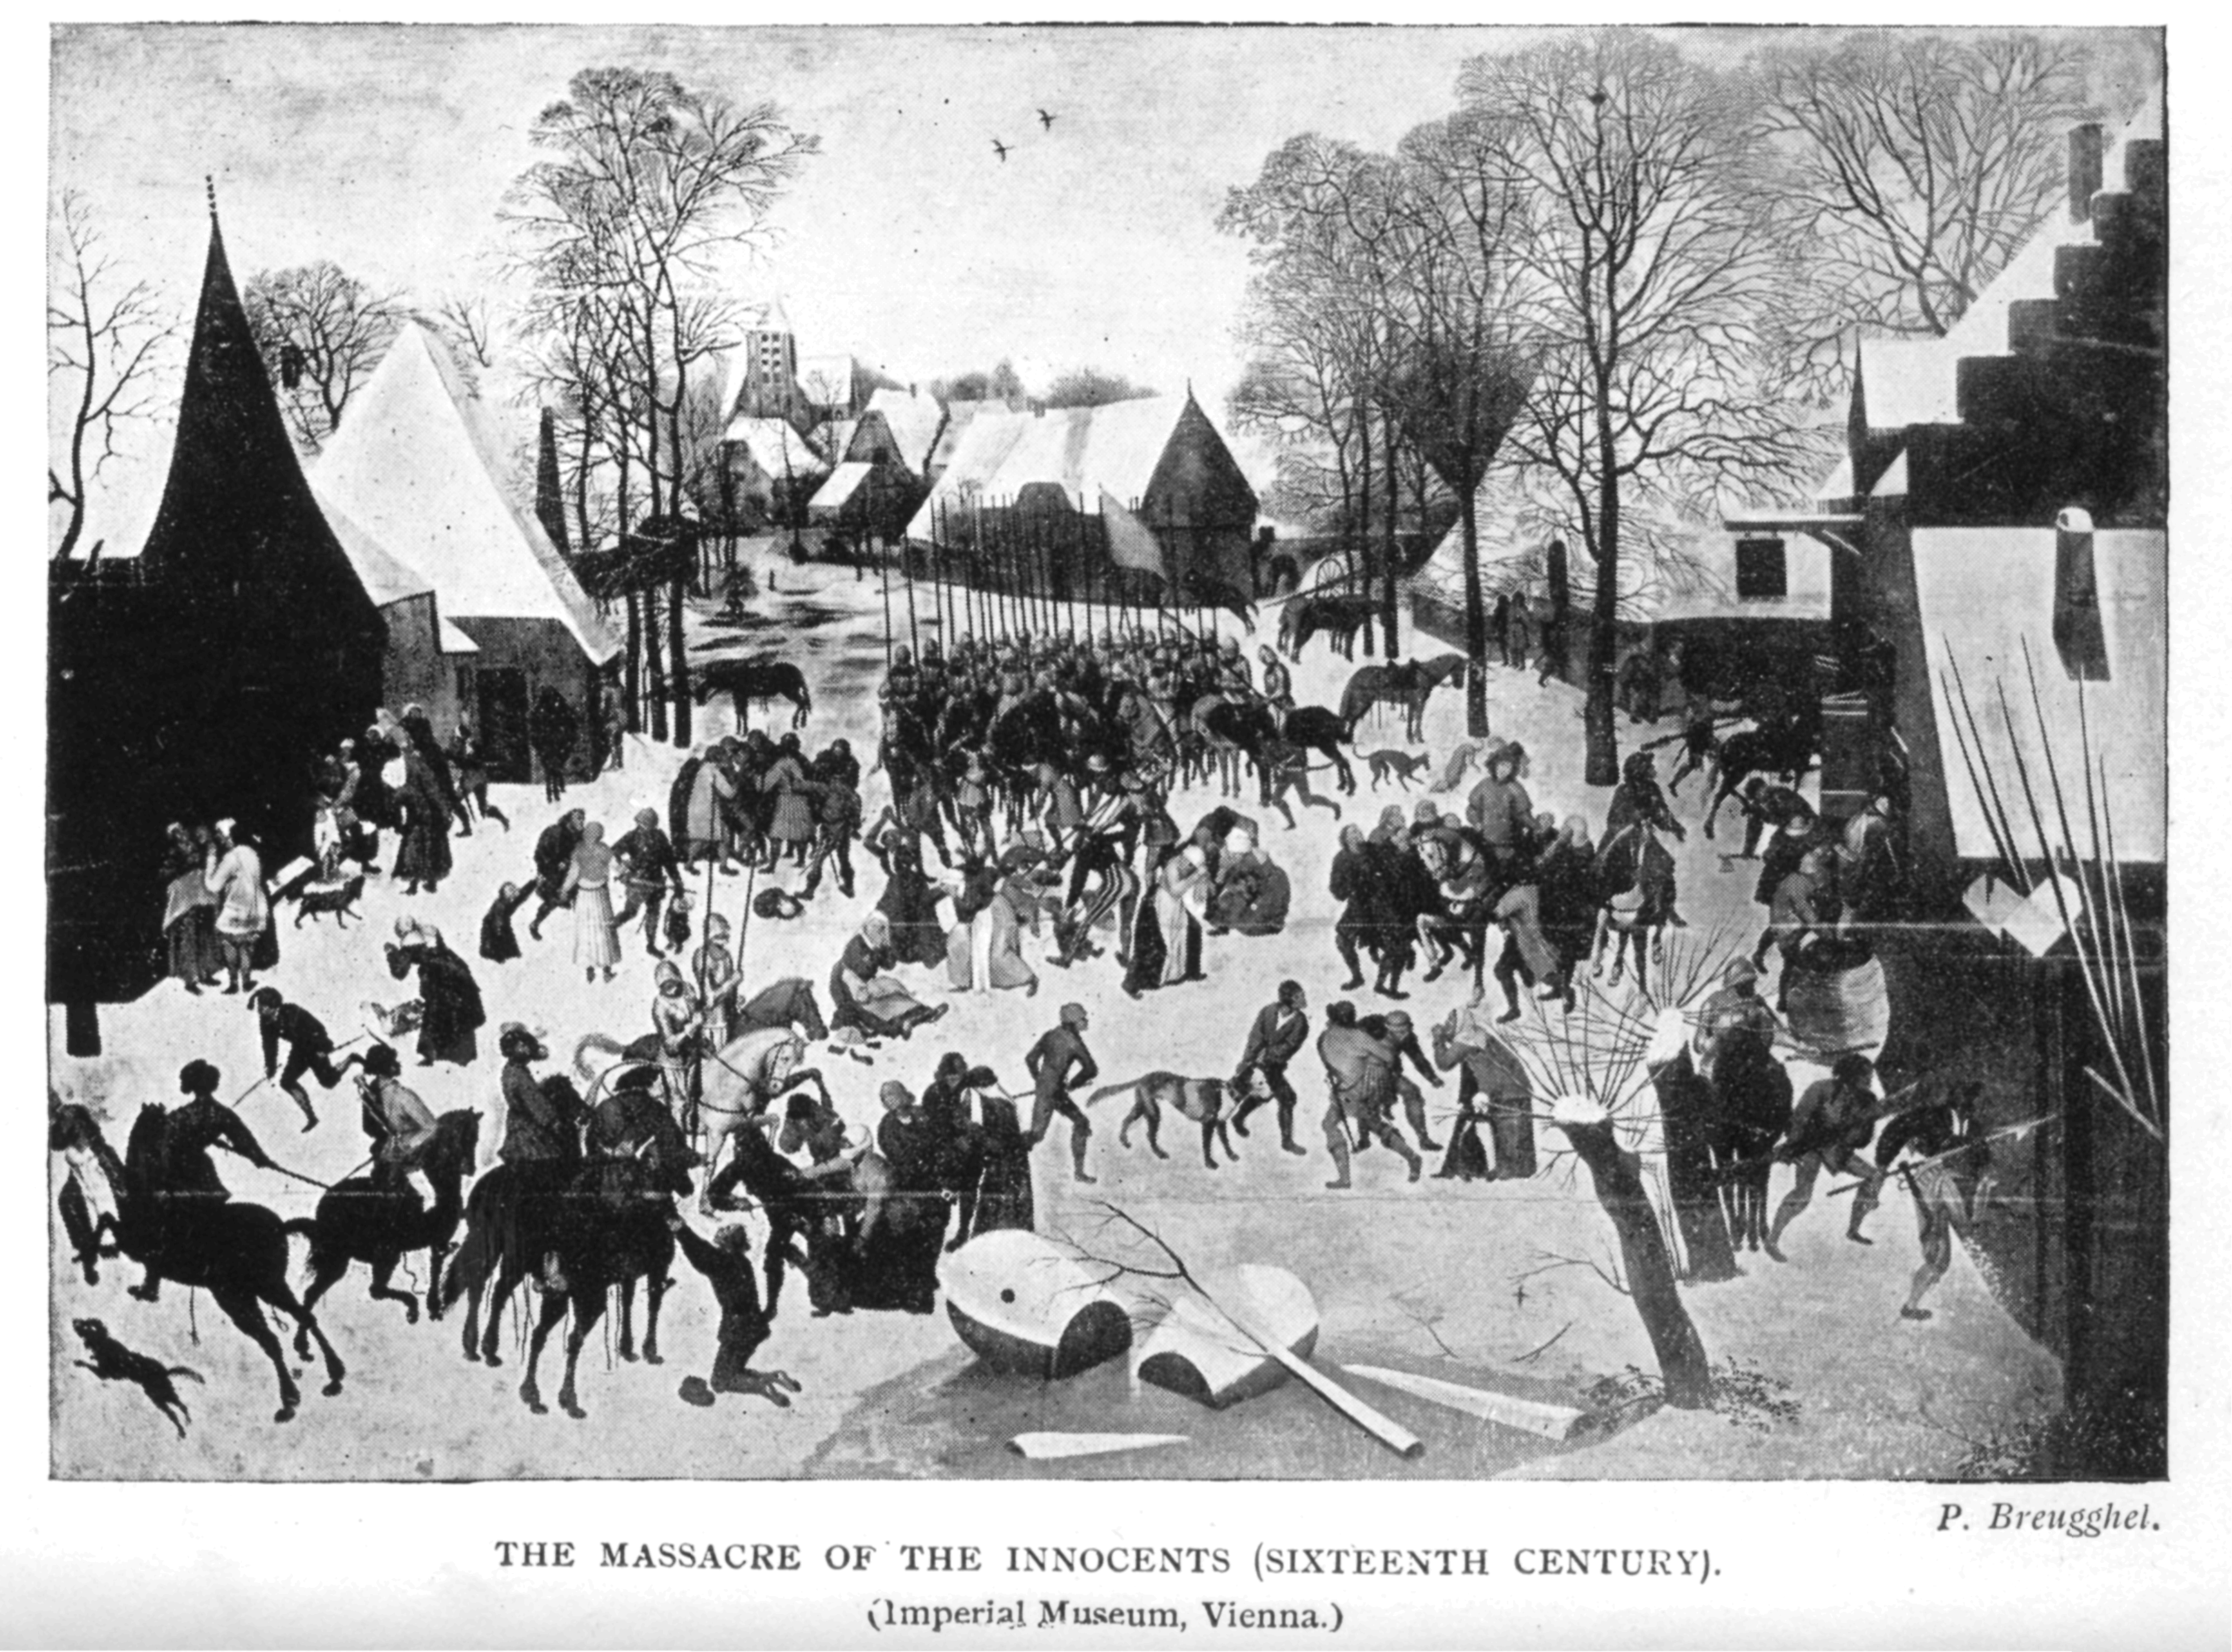 P. Breugghel.
THE MASSACRE OF THE INNOCENTS (SIXTEENTH CENTURY).
(Imperial Museum, Vienna.)